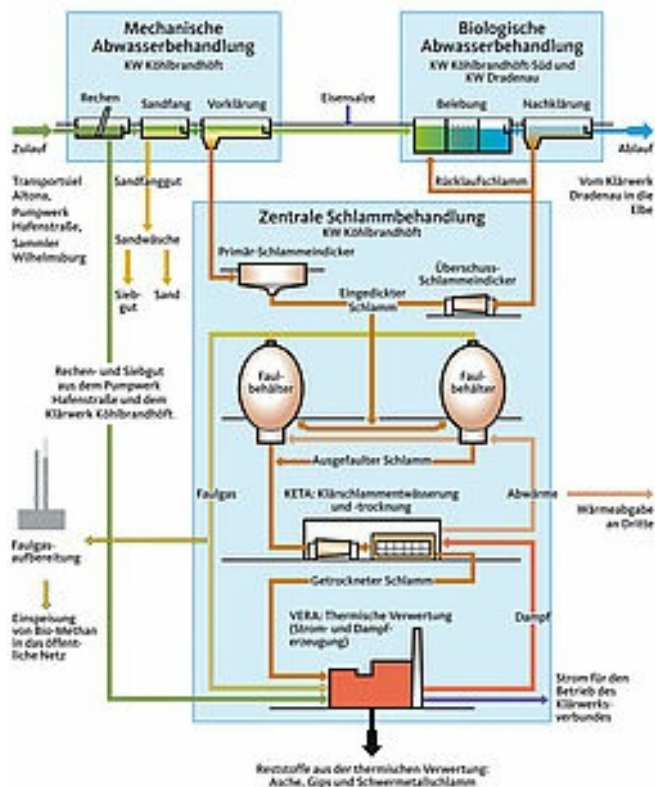 Mechanische
Abwasserbehandlung
KW Köhlbrandhöft
Biologische
Abwasserbehandlung
KW Köhlbrandhöft-Süd und
KW Dradenau
Rechen
Sandfang
Vorklärung
Eisensalze
Belebung
Nachklärung
Zulauf
Ablauf
Transportsiel
Altona,
Pumpwerk
Hafenstraße,
Sammler
Wilhelmsburg
Sandfanggut
Sandwäsche
Sieb-
gut
Sand
Rücklaufschlamm
Vom Klärwerk
Dradenau in die
Elbe
Zentrale Schlammbehandlung
KW Köhlbrandhöft
Primär-Schlammeindicker
Eingedickter
Schlamm
Überschuss-
Schlammeindicker
Rechen- und Siebgut
aus dem Pumpwerk
Hafenstraße und dem
Klärwerk Köhlbrandhöft
Faul-
behälter
Faul-
behälter
Ausgefaulter Schlamm
Faulgas
KETA: Klärschlammentwässerung
und -trocknung
Abwärme
Wärmeabgabe
an Dritte
Faulgas-
aufbereitung
Getrockneter Schlamm
Einspeisung
von Bio-Methan
in das öffent-
liche Netz
VERA: Thermische Verwertung
(Strom- und Dampf-
erzeugung)
Dampf
Strom für den
Betrieb des
Klärwerks-
verbundes
Reststoffe aus der thermischen Verwertung:
Asche, Gips und Schwermetallschlamm